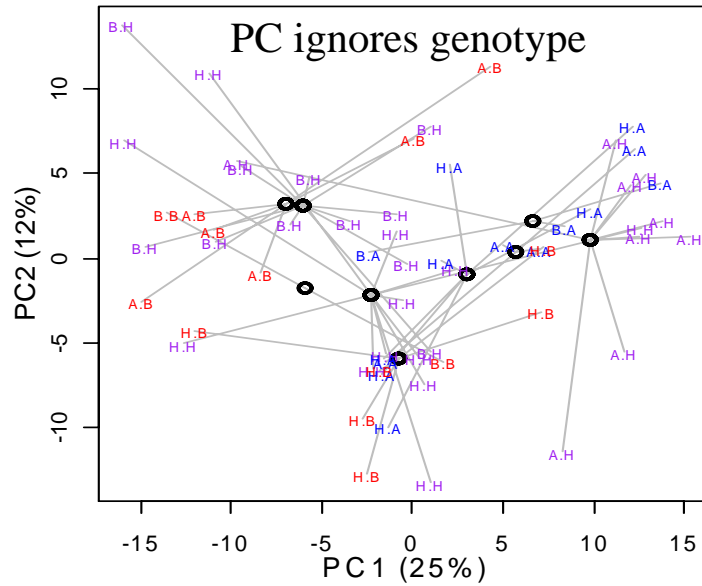 PC ignores genotype
B.H
H.H
A.B
H.H
A.B
B.H
H.A
A.H
H.A
A.H
B.H
B.H
H.A
A.H
A.H
B.A
B.B
A.B
B.H
B.H
B.H
H.A
A.H
B.H
B.H
A.B
H.H
B.A
H.H
A.H
A.H
A.A
A.A
H.B
B.A
B.H
H.A
A.B
A.B
H.H
H.B
H.B
H.H
B.H
B.B
A.H
H.A
H.B
H.H
H.B
H.A
A.H
H.B
H.H
PC2 (12%)
10
5
0
-5
-10
-15
-10
-5
0
5
10
15
PC1 (25%)